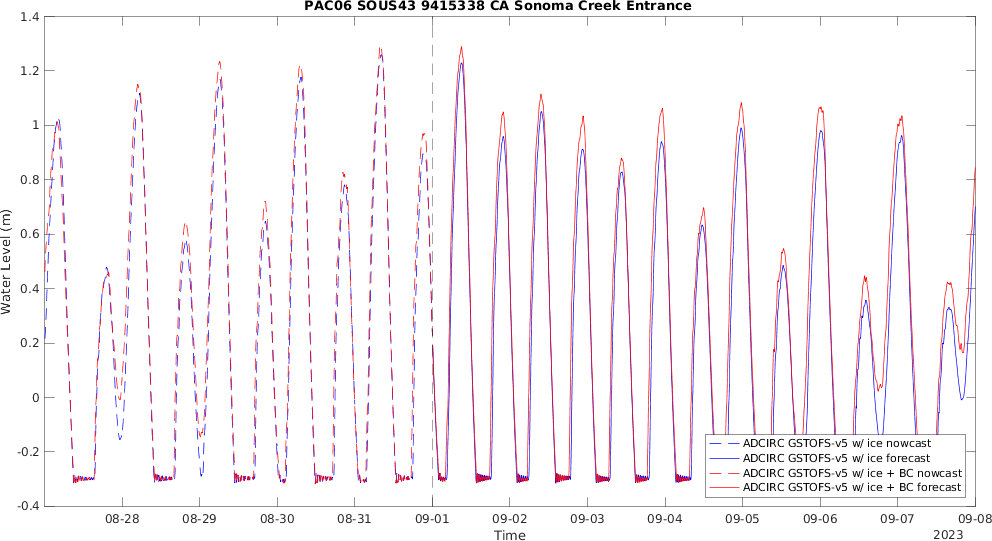 PAC06 SOUS43 9415338 CA Sonoma Creek Entrance
1.4
1.2
1
0.8
0.6
0.4
0.2
0
-0.2
-0.4
Water Level (m)
ADCIRC GSTOFS-v5 w/ ice nowcast
ADCIRC GSTOFS-v5 w/ ice forecast
ADCIRC GSTOFS-v5 w/ ice + BC nowcast
ADCIRC GSTOFS-v5 w/ ice + BC forecast
08-28 08-29 08-30 08-31 09-01 09-02 09-03 09-04 09-05 09-06 09-07 09-08
Time
2023